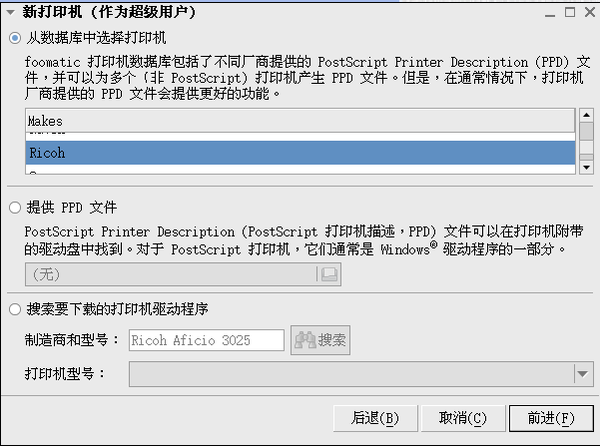 新打印机 (作为超级用户)
从数据库中选择打印机
foomatic 打印机数据库包括了不同厂商提供的 PostScript Printer Description (PPD) 文
件，并可以为多个 (非 PostScript) 打印机产生 PPD 文件。但是，在通常情况下，打印机
厂商提供的 PPD 文件会提供更好的功能。
Makes
Ricoh
提供 PPD 文件
PostScript Printer Description (PostScript 打印机描述，PPD) 文件可以在打印机附带
的驱动盘中找到。对于 PostScript 打印机，它们通常是 Windows® 驱动程序的一部分。
(无)
搜索要下载的打印机驱动程序
制造商和型号： Ricoh Aficio 3025 搜索
打印机型号：
后退(B) 取消(C) 前进(F)